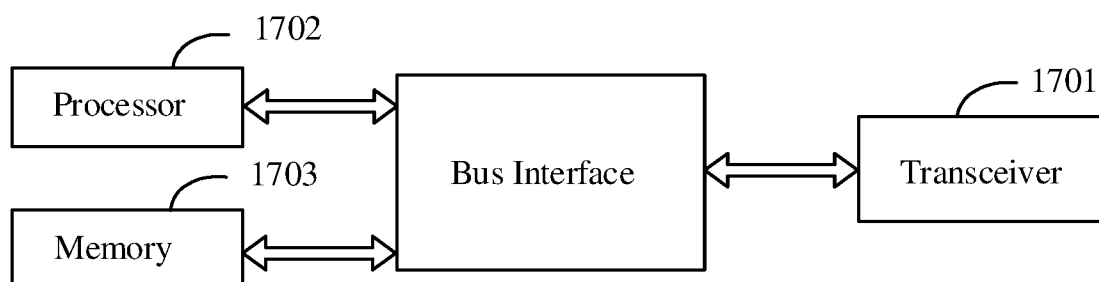 1702
Processor
1701
Bus Interface
Transceiver
1703
Memory